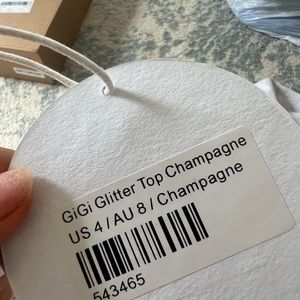 GiGi Glitter Top Champagne
US 4 / AU 8 / Champagne
543465